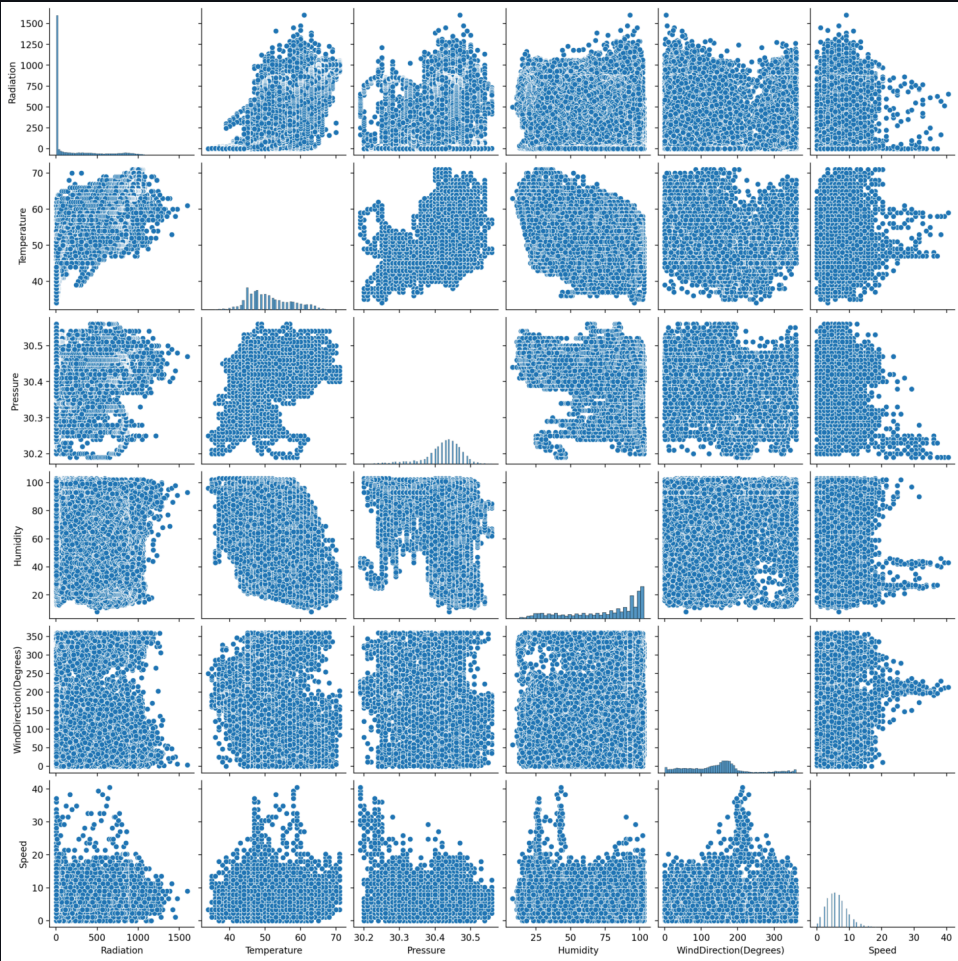 1500
1250
1000
750
500
250
0
Radiation
70
60
50
40
Temperature
30.5
30.4
30.3
30.2
Pressure
100
80
60
40
20
Humidity
350
300
250
200
150
100
50
0
WindDirection(Degrees)
40
30
20
10
0
Speed
0 500 1000 1500
40 50 60 70
30.2 30.3 30.4 30.5
25 50 75 100
0 100 200 300
0 10 20 30 40
Radiation
Temperature
Pressure
Humidity
WindDirection(Degrees)
Speed